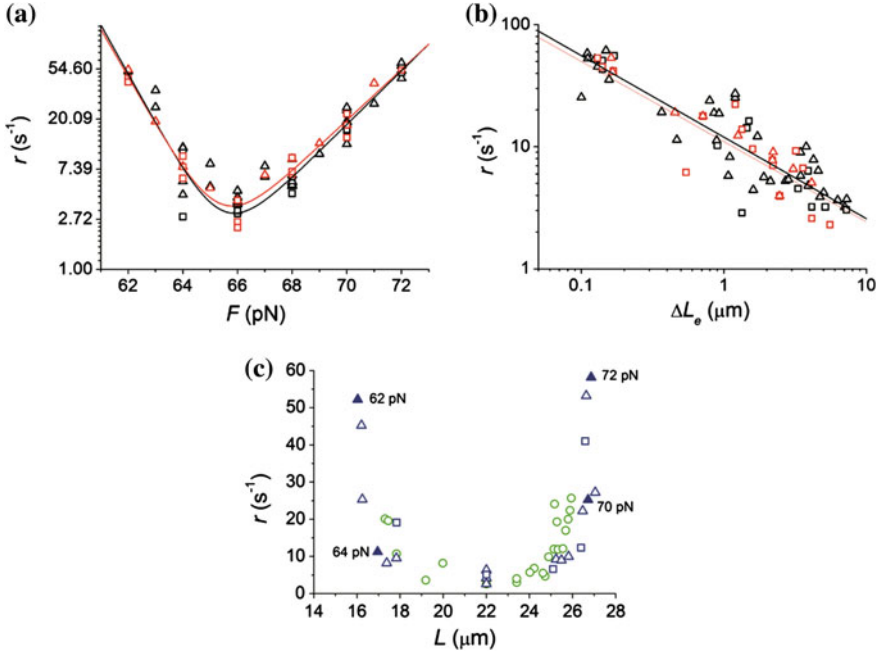 (a)
54.60
20.09
7.39
2.72
1.00
r (s⁻¹)
62 64 66 68 70 72
F (pN)
(b)
100
10
1
r (s⁻¹)
0.1 1 10
ΔLₑ (μm)
(c)
60
50
40
30
20
10
0
r (s⁻¹)
62 pN
64 pN
72 pN
70 pN
14 16 18 20 22 24 26 28
L (μm)